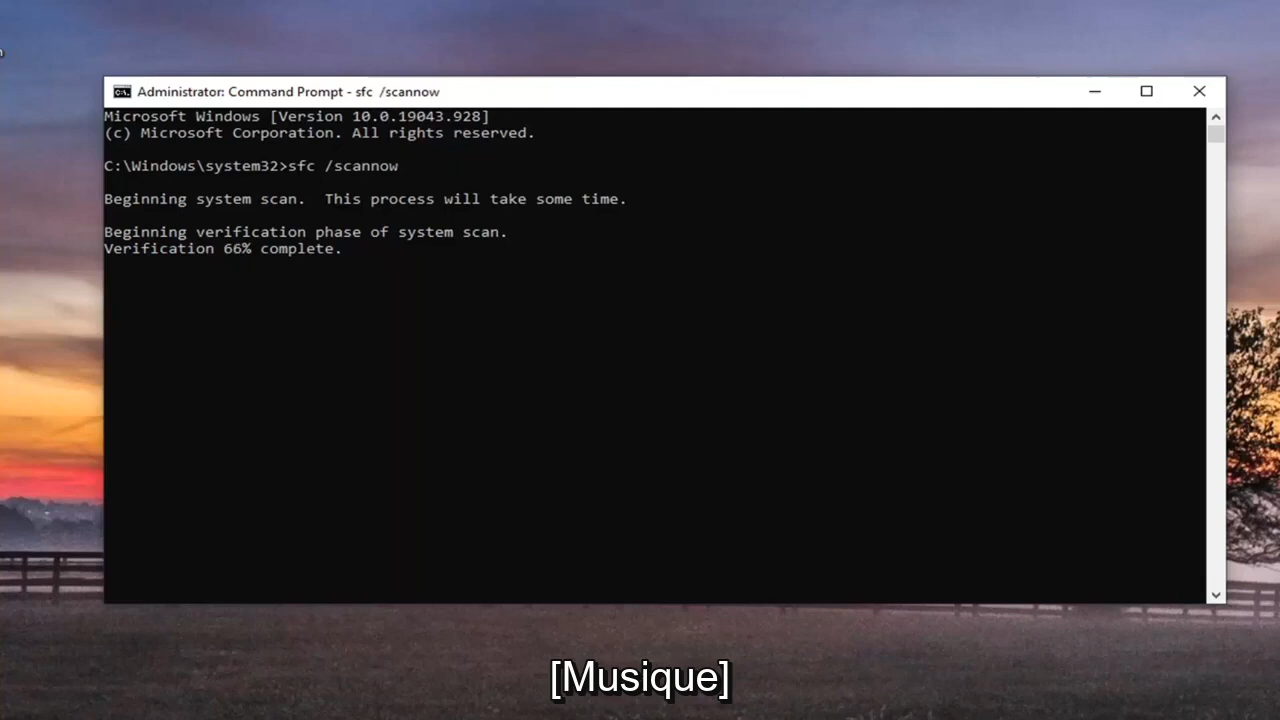 Administrator: Command Prompt - sfc  /scannow
Microsoft Windows [Version 10.0.19043.928]
(c) Microsoft Corporation. All rights reserved.
C:\Windows\system32>sfc /scannow
Beginning system scan.  This process will take some time.
Beginning verification phase of system scan.
Verification 66% complete.
[Musique]